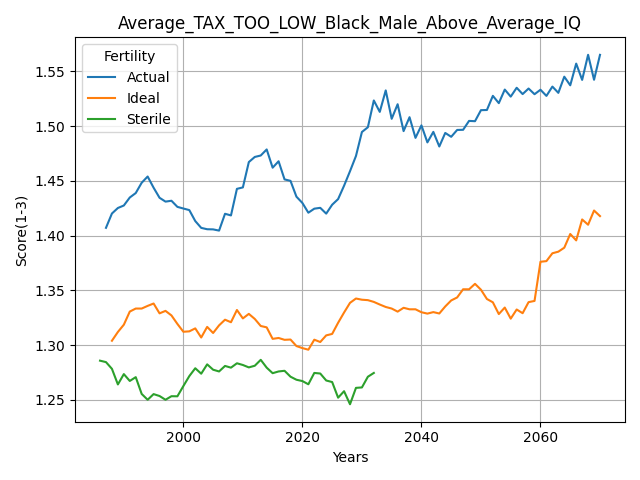 Average_TAX_TOO_LOW_Black_Male_Above_Average_IQ
Fertility
Actual
Ideal
Sterile
Score(1-3)
1.55
1.50
1.45
1.40
1.35
1.30
1.25
2000
2020
2040
2060
Years